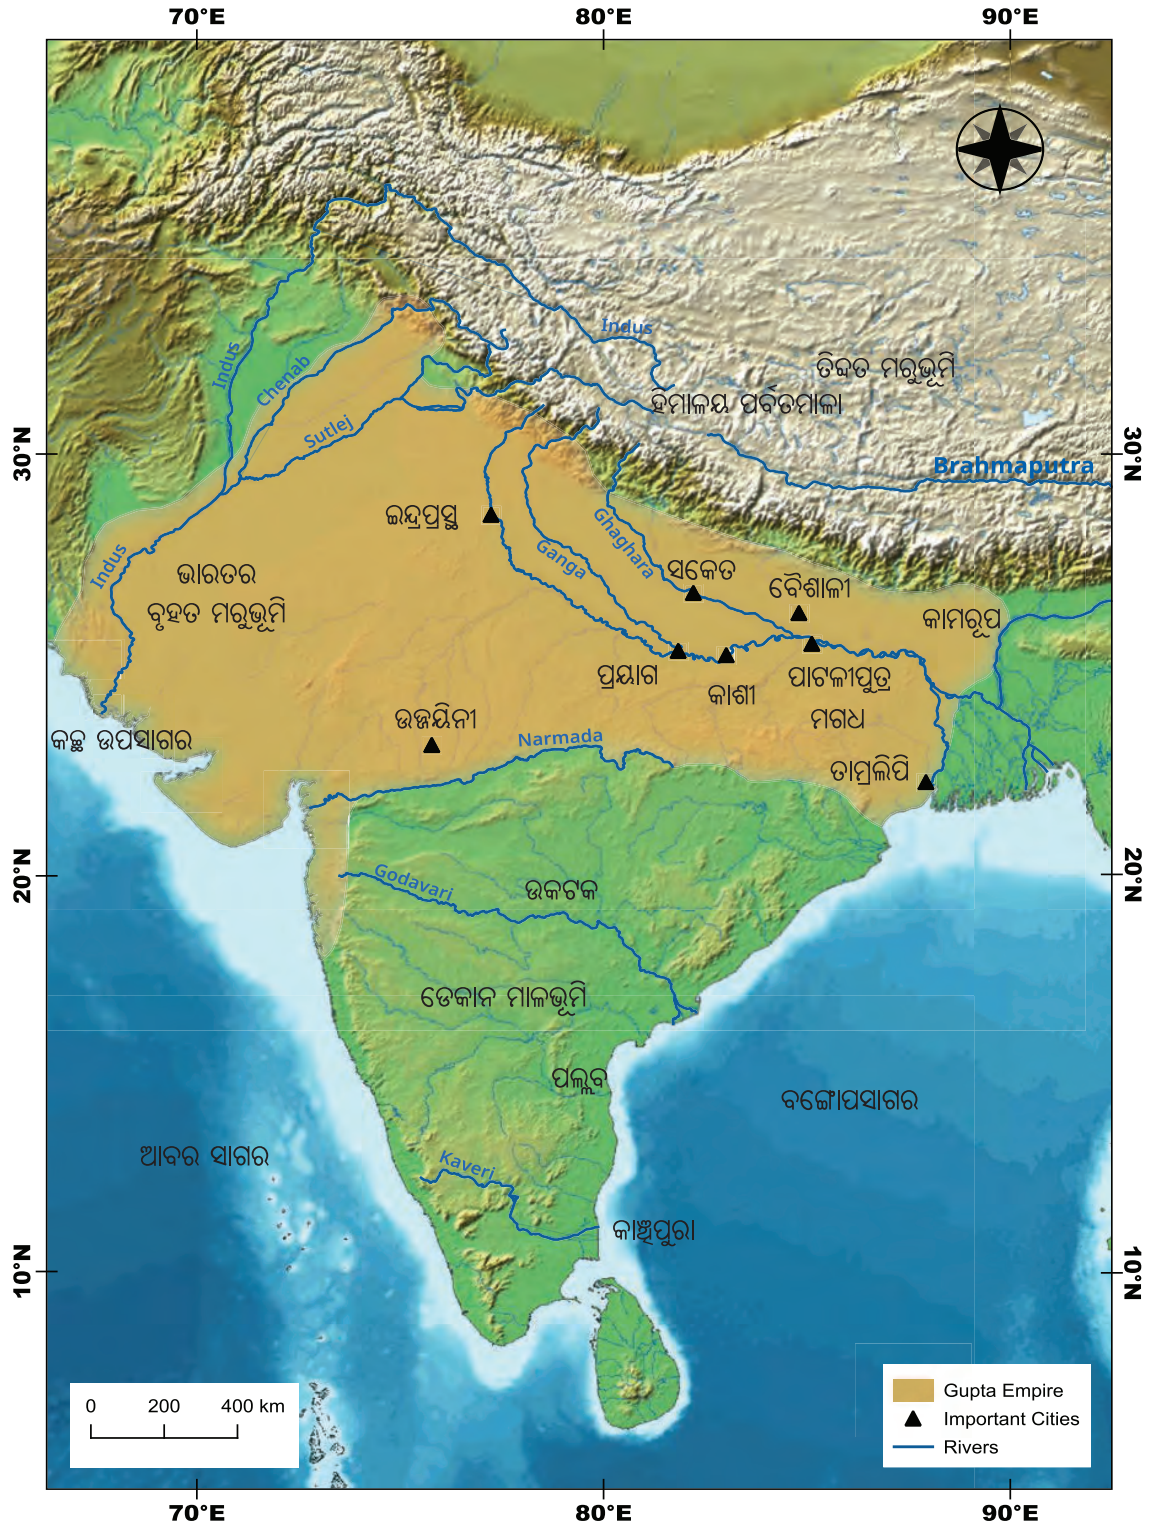 70°E
80°E
90°E
Indus
Indus
Chenab
Sutlej
ତିବ୍ଦତ ମରୁଭୂମି
ହିମାଳୟ ପର୍ବତମାଳା
30°N
30°N
Brahmaputra
ଇନ୍ଦ୍ରପ୍ରସ୍ଥ
Ghaghara
Ganga
Indus
ଭାରତର
ବୃହତ ମରୁଭୂମି
ସକେତ
ବୈଶାଳୀ
କାମରୂପ
ପ୍ରୟାଗ
କାଶୀ
ପାଟଳୀପୁତ୍ର
ମଗଧ
ଉଜ୍ଜୟିନୀ
Narmada
କଚ୍ଛ ଉପସାଗର
ତାମ୍ରଲିପି
20°N
20°N
Godavari
ଉକଟକ
ଡେକାନ ମାଳଭୂମି
ପଲ୍ଲବ
ବଙ୍ଗୋପସାଗର
ଆବର ସାଗର
Kaveri
କାଞ୍ଚିପୁରା
10°N
10°N
0 200 400 km
Gupta Empire
Important Cities
Rivers
70°E
80°E
90°E